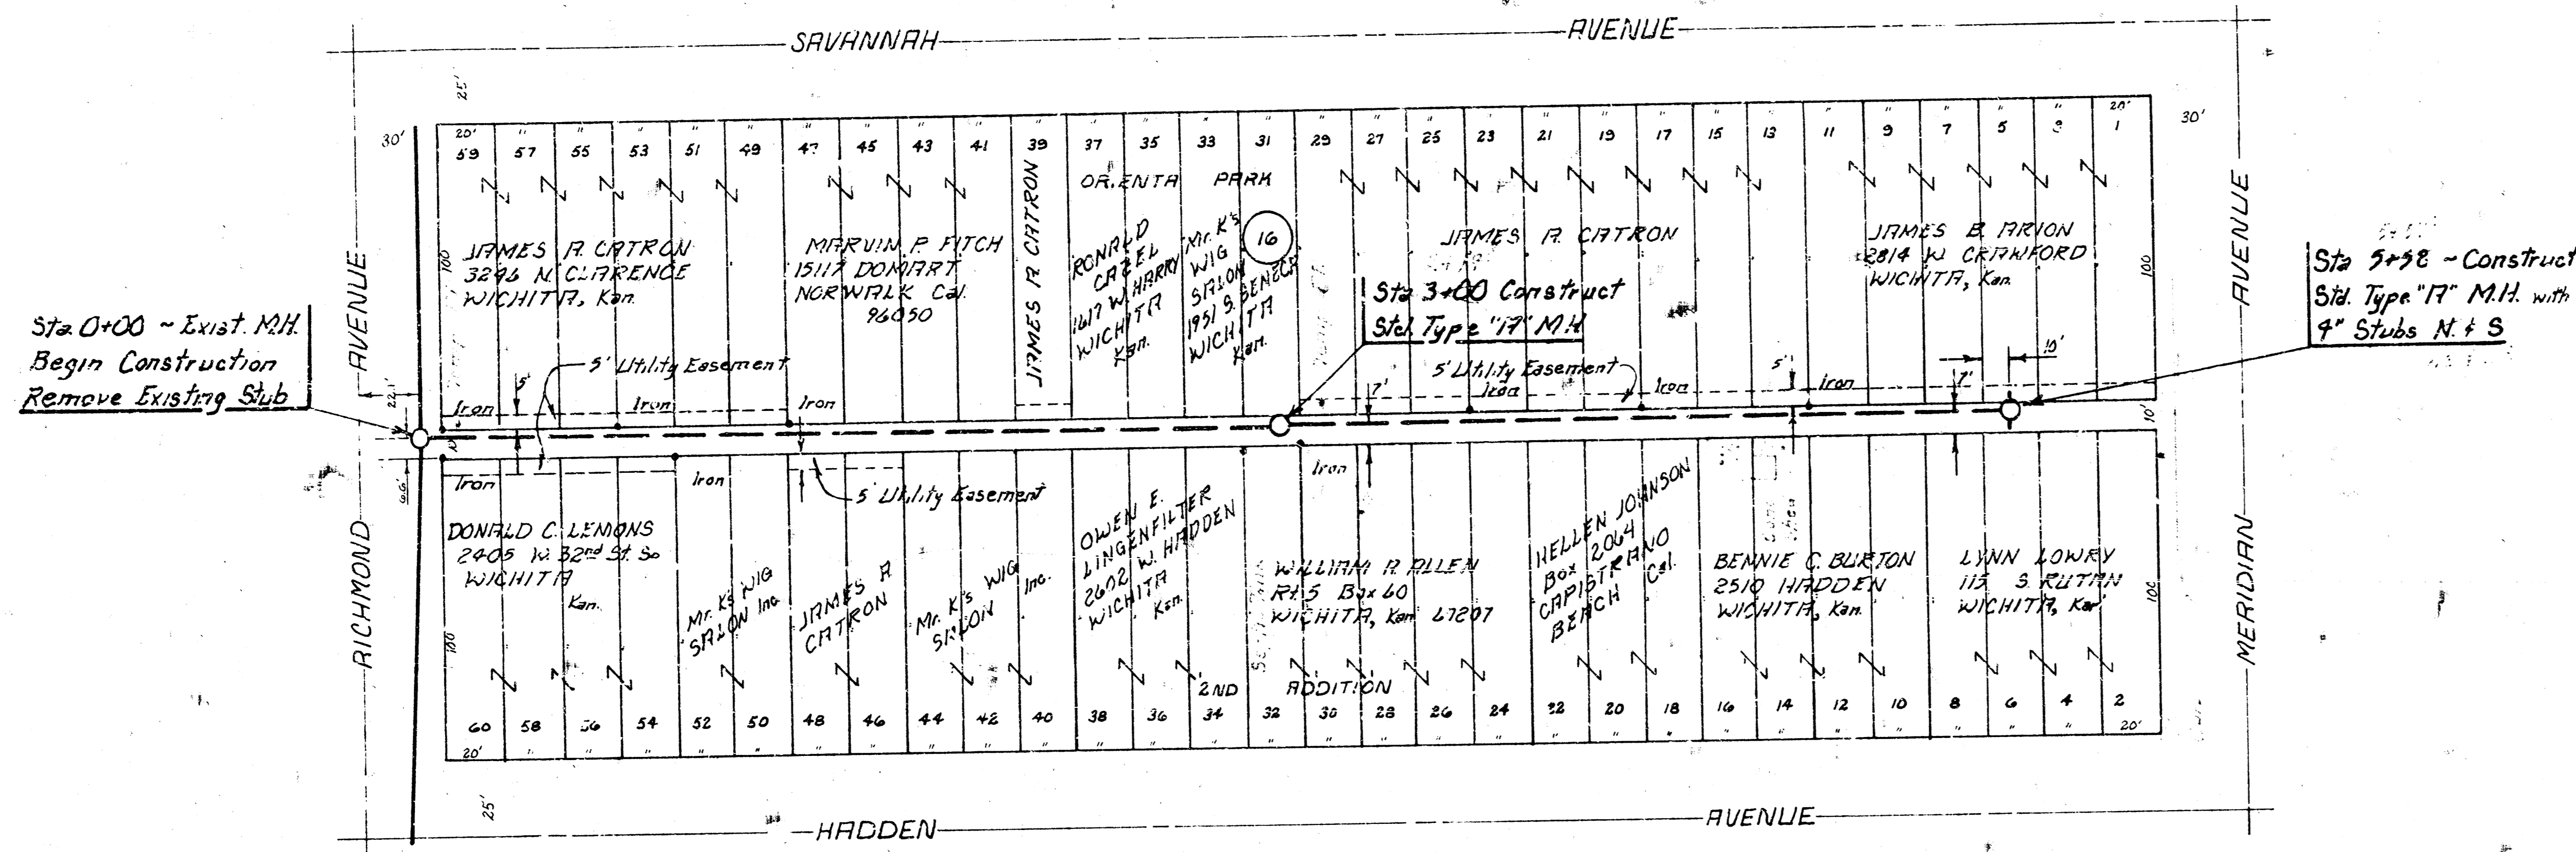 SAVANNAH AVENUE
25'
30'
30'
20' " " " " " " " " " " " " " " " " " " " " " " " " " " " " 20'
59 57 55 53 51 49 47 45 43 41 39 37 35 33 31 29 27 25 23 21 19 17 15 13 11 9 7 5 3 1
ORIENTA PARK
16
RICHMOND AVENUE
MERIDIAN AVENUE
JAMES A. CATRON
3246 N. CLARENCE
WICHITA, Kan.
100
MARVIN P. FITCH
15117 DOMART
NORWALK Cal.
96050
JAMES A CATRON
RONALD
CAZEL
1617 W. HARRY
WICHITA
Kan.
Mr. K's
WIG
SALON
1951 S. SENECA
WICHITA
Kan.
JAMES A. CATRON
JAMES B. ARION
2814 W CRAWFORD
WICHITA, Kan.
100
Sta. 0+00 ~ Exist. M.H.
Begin Construction
Remove Existing Stub
Sta 3+00 Construct
Std. Type "A" M.H.
Sta 5+58 ~ Construct
Std. Type "A" M.H. with
4" Stubs N. & S
22.1'
5'
5' Utility Easement
Iron
Iron
Iron
5' Utility Easement
7'
Iron
Iron
5'
Iron
7'
10'
10'
6.6'
Iron
Iron
5' Utility Easement
Iron
DONALD C. LEMONS
2405 W. 32nd St. So
WICHITA
Kan.
100
Mr. K's WIG
SALON Inc.
JAMES A
CATRON
Mr. K's WIG
SALON Inc.
OWEN E.
LINGENFILTER
2602 W. HADDEN
WICHITA
Kan.
WILLIAM A. ALLEN
Rt. 5 Box 60
WICHITA, Kan 67207
HELLEN JOHNSON
Box 2064
CAPISTRANO
BEACH Cal.
BENNIE C. BURTON
2510 HADDEN
WICHITA, Kan.
LYNN LOWRY
115 S. RUTAN
WICHITA, Kan.
100
2ND ADDITION
60 58 56 54 52 50 48 46 44 42 40 38 36 34 32 30 28 26 24 22 20 18 16 14 12 10 8 6 4 2
20' " " " " " " " " " " " " " " " " " " " " " " " " " " " " 20'
25'
HADDEN AVENUE